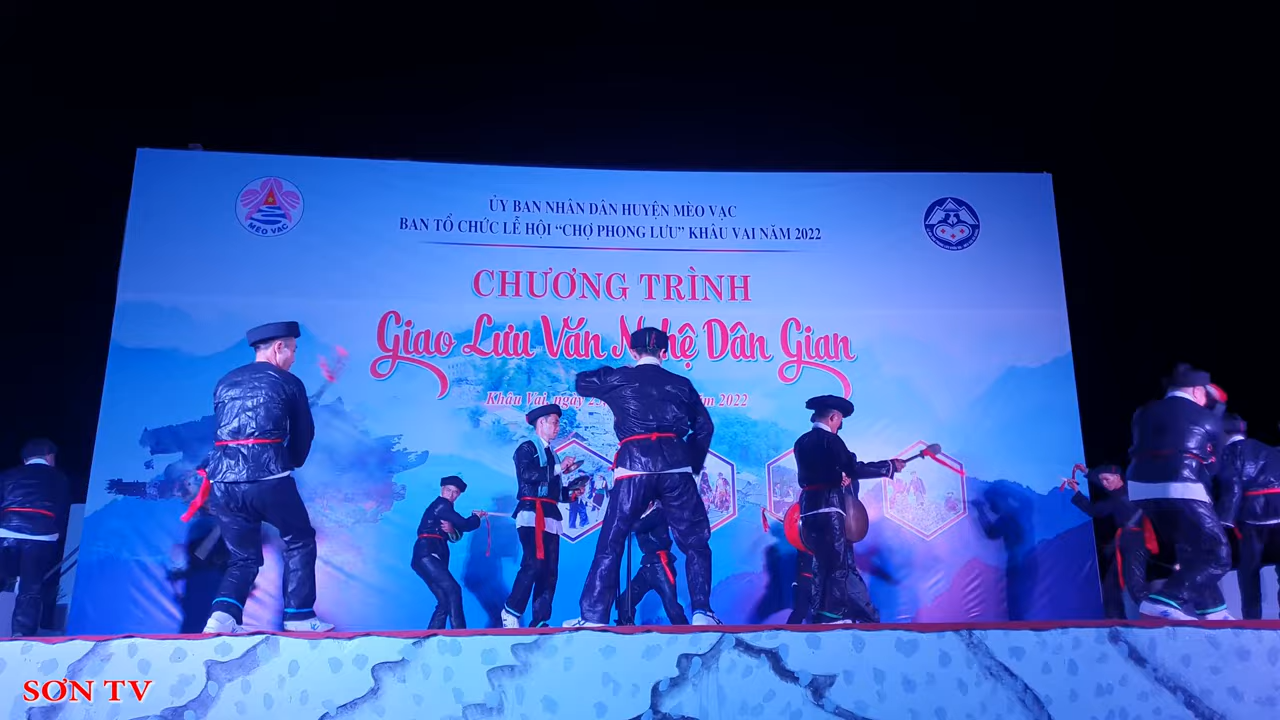 ỦY BAN NHÂN DÂN HUYỆN MÈO VẠC
BAN TỔ CHỨC LỄ HỘI “CHỢ PHONG LƯU” KHÂU VAI NĂM 2022
MÈO VẠC
CHƯƠNG TRÌNH
Giao Lưu Văn Nghệ Dân Gian
Khâu Vai, ngày 2 năm 2022
SƠN TV